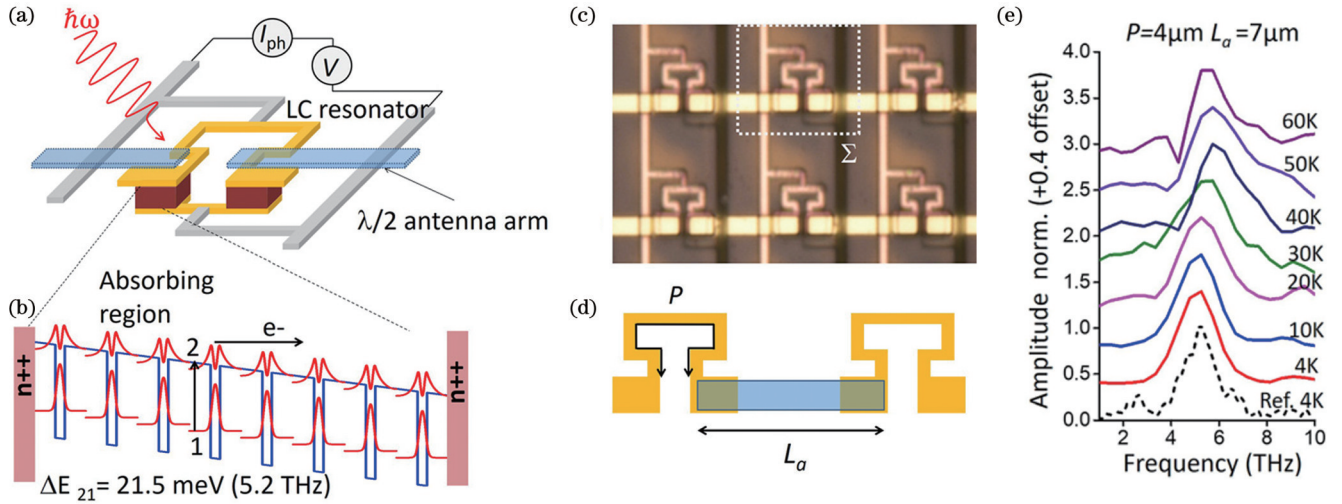 (a)
ħω
I_ph
V
LC resonator
λ/2 antenna arm
(b)
Absorbing
region
e-
n++
2
1
n++
ΔE 21 = 21.5 meV (5.2 THz)
(c)
Σ
(d)
P
L_a
(e)
P=4μm L_a =7μm
Amplitude norm. (+0.4 offset)
4.0
3.5
3.0
2.5
2.0
1.5
1.0
0.5
0.0
60K
50K
40K
30K
20K
10K
4K
Ref. 4K
2 4 6 8 10
Frequency (THz)